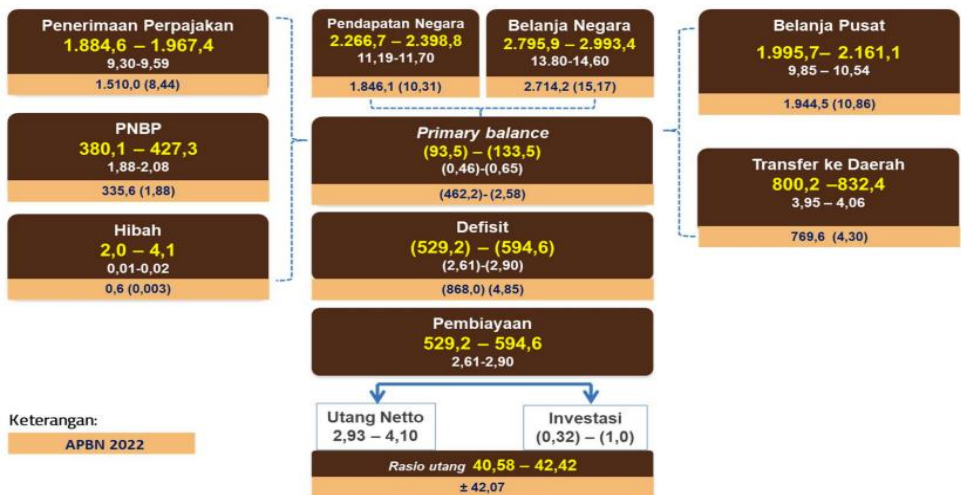 Penerimaan Perpajakan
1.884,6 – 1.967,4
9,30-9,59
1.510,0 (8,44)
PNBP
380,1 – 427,3
1,88-2,08
335,6 (1,88)
Hibah
2,0 – 4,1
0,01-0,02
0,6 (0,003)
Pendapatan Negara
2.266,7 – 2.398,8
11,19-11,70
1.846,1 (10,31)
Belanja Negara
2.795,9 – 2.993,4
13.80-14,60
2.714,2 (15,17)
Primary balance
(93,5) – (133,5)
(0,46)-(0,65)
(462,2)- (2,58)
Defisit
(529,2) – (594,6)
(2,61)-(2,90)
(868,0) (4,85)
Pembiayaan
529,2 – 594,6
2,61-2,90
Utang Netto
2,93 – 4,10
Investasi
(0,32) – (1,0)
Rasio utang 40,58 – 42,42
± 42,07
Belanja Pusat
1.995,7– 2.161,1
9,85 – 10,54
1.944,5 (10,86)
Transfer ke Daerah
800,2 –832,4
3,95 – 4,06
769,6 (4,30)
Keterangan:
APBN 2022